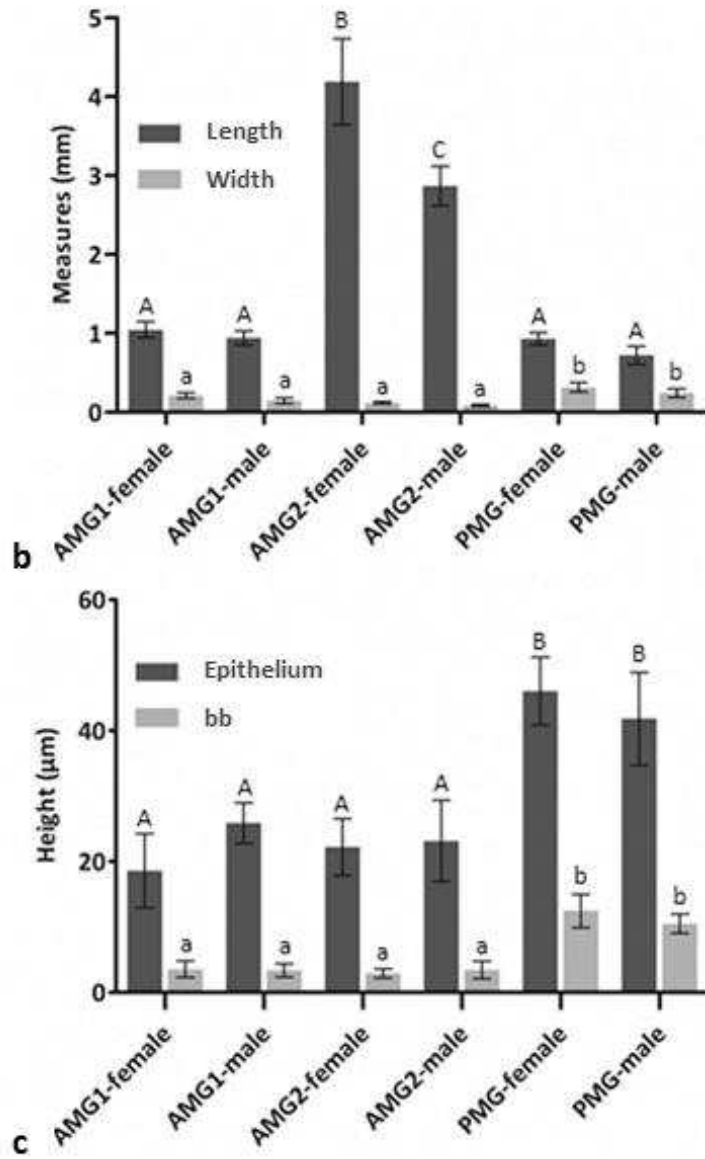 5
4
3
2
1
0
Measures (mm)
Length
Width
A
a
A
a
B
a
C
a
A
b
A
b
AMG1-female
AMG1-male
AMG2-female
AMG2-male
PMG-female
PMG-male
b
60
40
20
0
Height (µm)
Epithelium
bb
A
a
A
a
A
a
A
a
B
b
B
b
AMG1-female
AMG1-male
AMG2-female
AMG2-male
PMG-female
PMG-male
c